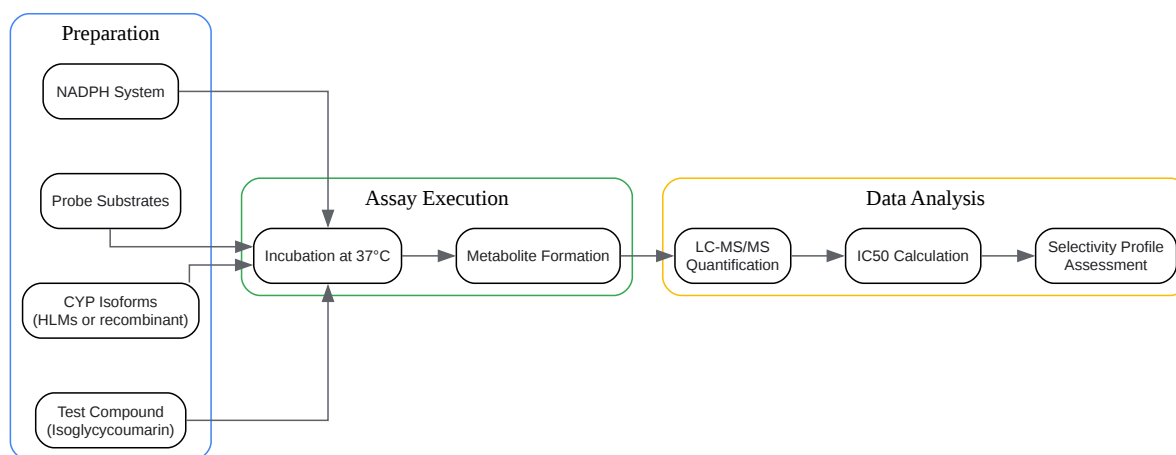 Preparation
NADPH System
Probe Substrates
CYP Isoforms
(HLMs or recombinant)
Test Compound
(Isoglycycoumarin)
Assay Execution
Incubation at 37°C
Metabolite Formation
Data Analysis
LC-MS/MS
Quantification
IC50 Calculation
Selectivity Profile
Assessment